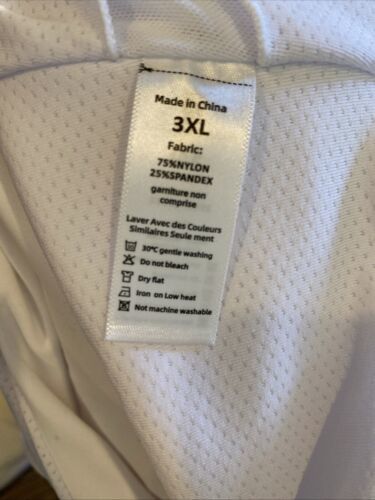 Made in China
3XL
Fabric:
75%NYLON
25%SPANDEX
garniture non
comprise
Laver Avec des Couleurs
Similaires Seule ment
30℃ gentle washing
Do not bleach
Dry flat
Iron on Low heat
Not machine washable